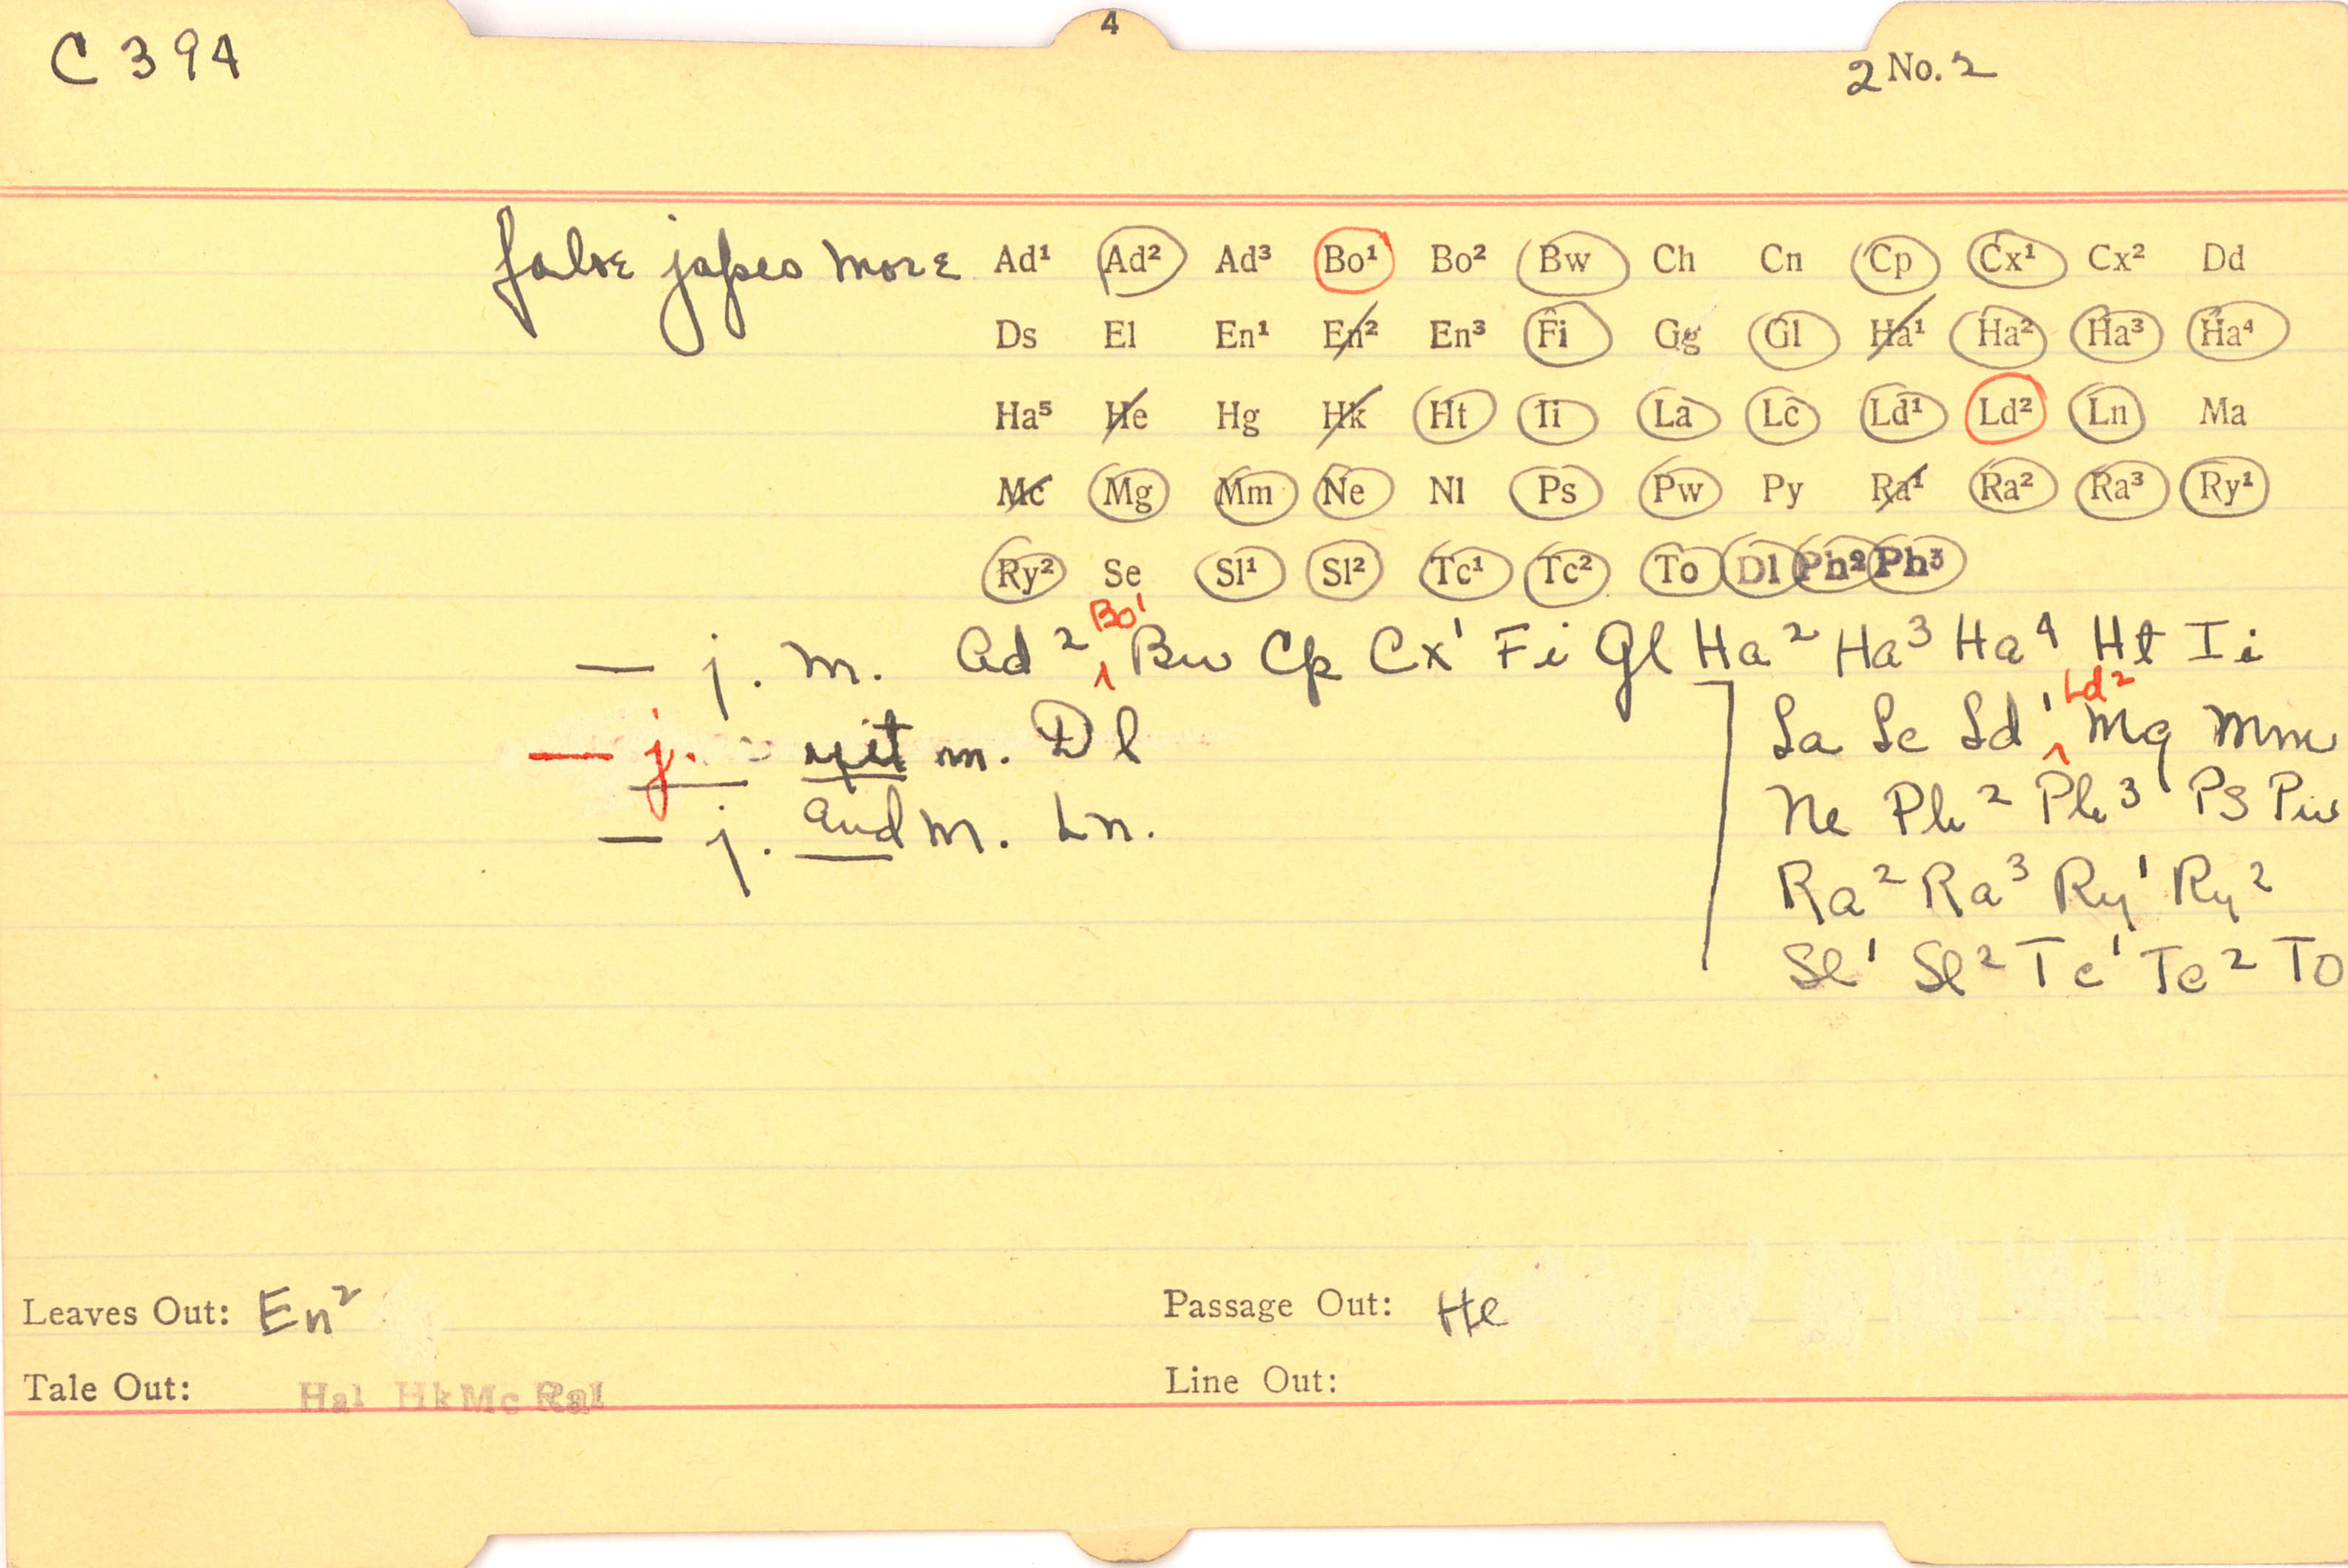 4
C 394
2 No. 2
false japes more Ad¹ Ad² Ad³ Bo¹ Bo² Bw Ch Cn Cp Cx¹ Cx² Dd
Ds El En¹ En² En³ Fi Gg Gl Ha¹ Ha² Ha³ Ha⁴
Ha⁵ He Hg Hk Ht Ii La Lc Ld¹ Ld² Ln Ma
Mc Mg Mm Ne Nl Ps Pw Py Ra¹ Ra² Ra³ Ry¹
Ry² Se Sl¹ Sl² Tc¹ Tc² To Dl Ph² Ph³
— j. m. Ad² Bo¹ Bw Cp Cx¹ Fi Gl Ha² Ha³ Ha⁴ Ht Ii
La Lc Ld¹ Ld² Mg Mm
Ne Ph² Ph³ Ps Pw
Ra² Ra³ Ry¹ Ry²
Sl¹ Sl² Tc¹ Tc² To
— j. yit m. Dl
— j. and m. Ln.
Leaves Out: En²
Passage Out: He
Tale Out: Ha1 Hk Mc Ra1
Line Out: